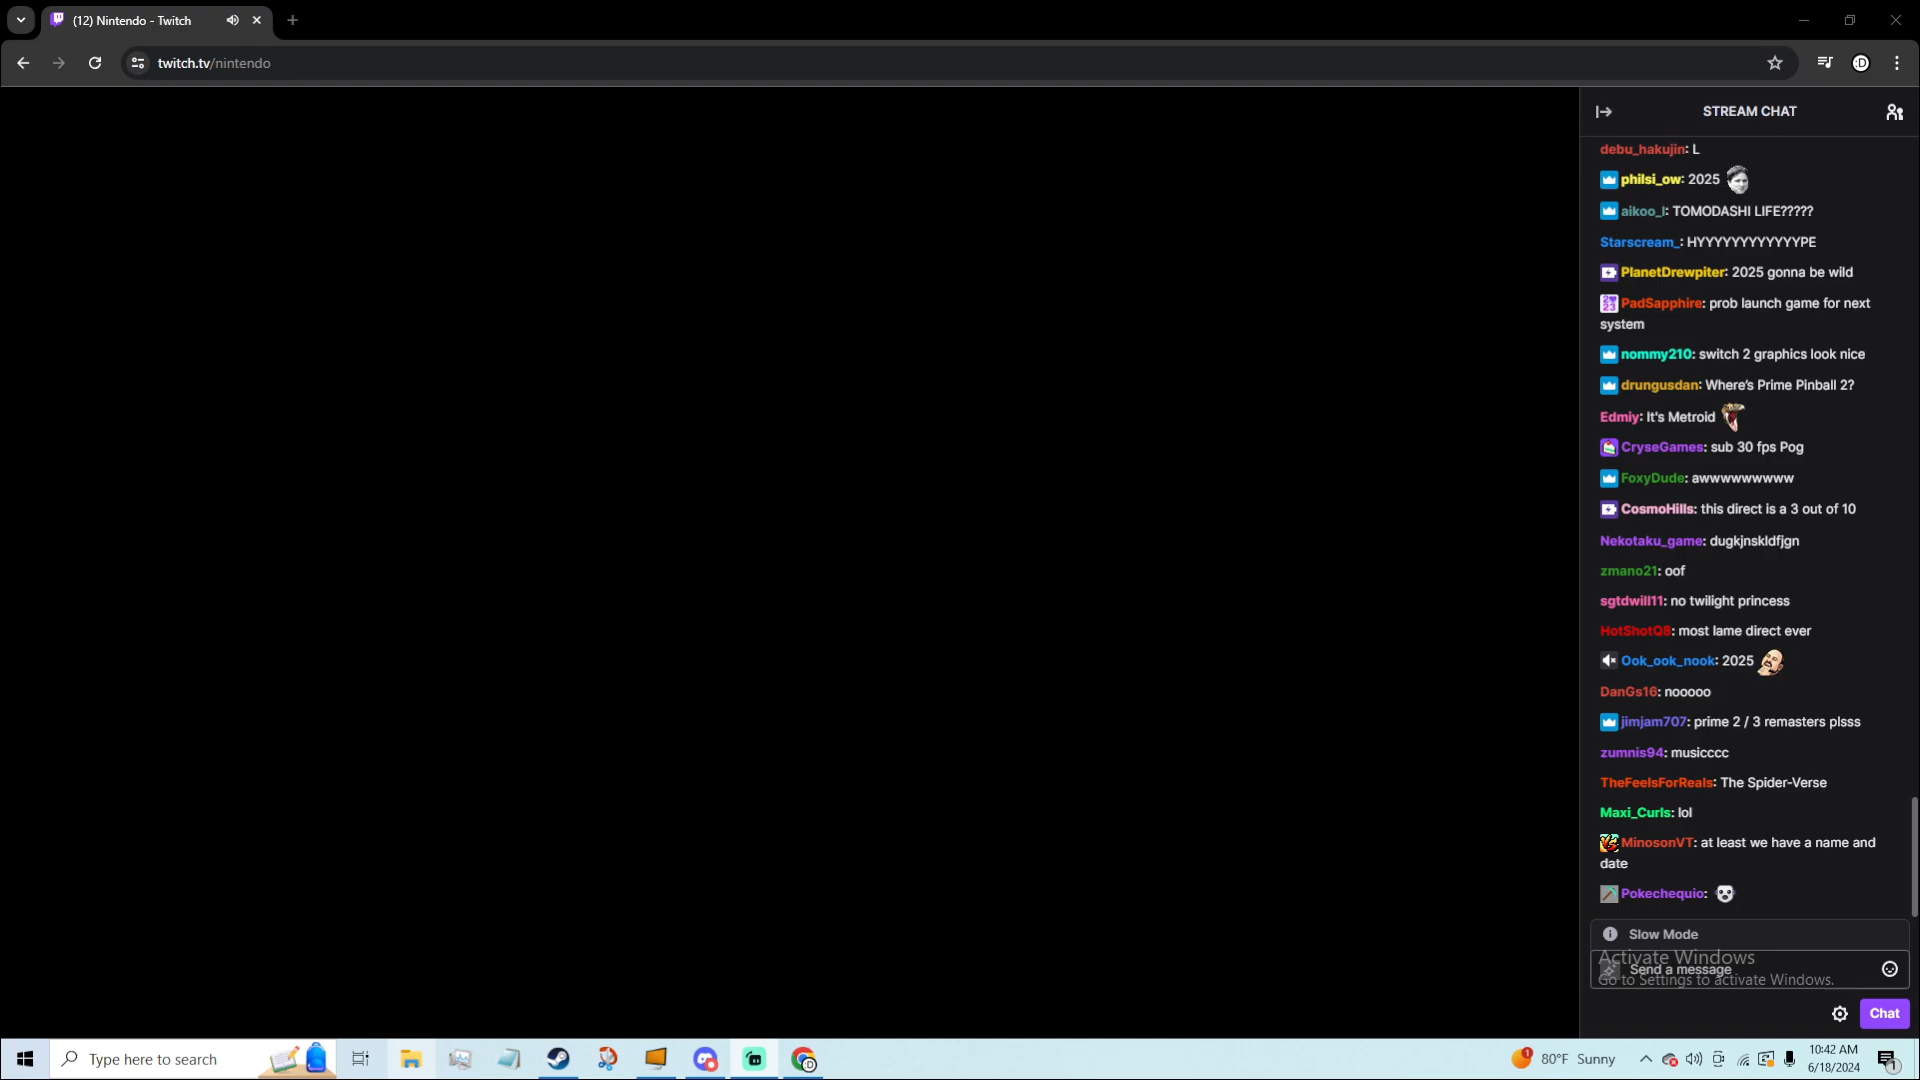 (12) Nintendo - Twitch
twitch.tv/nintendo
STREAM CHAT
debu_hakujin: L
philsi_ow: 2025
aikoo_l: TOMODASHI LIFE?????
Starscream_: HYYYYYYYYYYYYPE
PlanetDrewpiter: 2025 gonna be wild
PadSapphire: prob launch game for next
system
nommy210: switch 2 graphics look nice
drungusdan: Where's Prime Pinball 2?
Edmiy: It's Metroid
CryseGames: sub 30 fps Pog
FoxyDude: awwwwwwwww
CosmoHills: this direct is a 3 out of 10
Nekotaku_game: dugkjnskldfjgn
zmano21: oof
sgtdwill11: no twilight princess
HotShotQB: most lame direct ever
Ook_ook_nook: 2025
DanGs16: nooooo
jimjam707: prime 2 / 3 remasters plsss
zumnis94: musicccc
TheFeelsForReals: The Spider-Verse
Maxi_Curls: lol
MinosonVT: at least we have a name and
date
Pokechequio:
Slow Mode
Activate Windows
Send a message
Go to Settings to activate Windows.
Chat
Type here to search
80°F Sunny
10:42 AM
6/18/2024